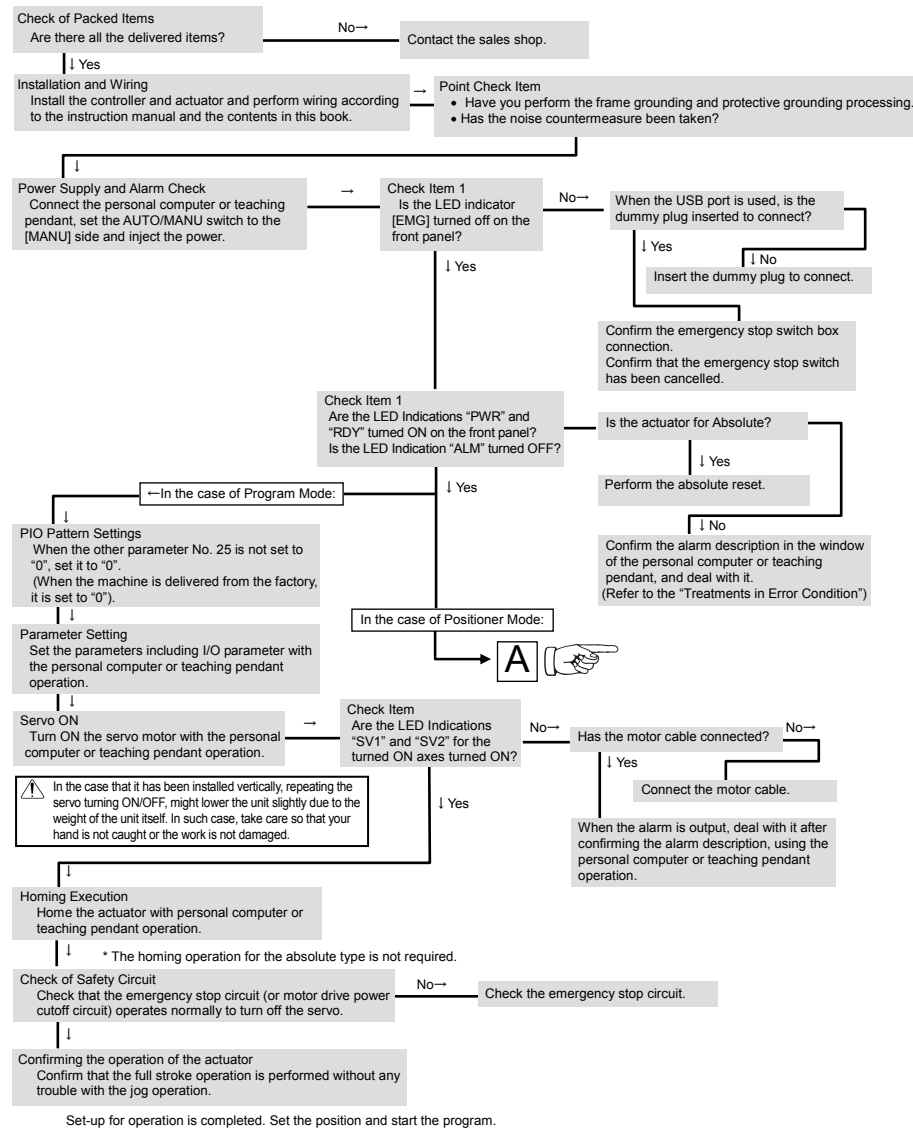 Check of Packed Items
Are there all the delivered items?
No→
Contact the sales shop.
↓ Yes
Installation and Wiring
Install the controller and actuator and perform wiring according
to the instruction manual and the contents in this book.
→
Point Check Item
• Have you perform the frame grounding and protective grounding processing.
• Has the noise countermeasure been taken?
↓
Power Supply and Alarm Check
Connect the personal computer or teaching
pendant, set the AUTO/MANU switch to the
[MANU] side and inject the power.
→
Check Item 1
Is the LED indicator
[EMG] turned off on the
front panel?
No→
When the USB port is used, is the
dummy plug inserted to connect?
↓ Yes
↓ No
Insert the dummy plug to connect.
↓ Yes
Confirm the emergency stop switch box
connection.
Confirm that the emergency stop switch
has been cancelled.
Check Item 1
Are the LED Indications “PWR” and
“RDY” turned ON on the front panel?
Is the LED Indication “ALM” turned OFF?
Is the actuator for Absolute?
↓ Yes
Perform the absolute reset.
↓ No
Confirm the alarm description in the window
of the personal computer or teaching
pendant, and deal with it.
(Refer to the “Treatments in Error Condition”)
↓ Yes
←In the case of Program Mode:
↓
PIO Pattern Settings
When the other parameter No. 25 is not set to
“0”, set it to “0”.
(When the machine is delivered from the factory,
it is set to “0”).
In the case of Positioner Mode:
A
↓
Parameter Setting
Set the parameters including I/O parameter with
the personal computer or teaching pendant
operation.
↓
Servo ON
Turn ON the servo motor with the personal
computer or teaching pendant operation.
→
Check Item
Are the LED Indications
“SV1” and “SV2” for the
turned ON axes turned ON?
No→
Has the motor cable connected?
No→
↓ Yes
Connect the motor cable.
When the alarm is output, deal with it after
confirming the alarm description, using the
personal computer or teaching pendant
operation.
In the case that it has been installed vertically, repeating the
servo turning ON/OFF, might lower the unit slightly due to the
weight of the unit itself. In such case, take care so that your
hand is not caught or the work is not damaged.
↓ Yes
↓
Homing Execution
Home the actuator with personal computer or
teaching pendant operation.
↓
* The homing operation for the absolute type is not required.
Check of Safety Circuit
Check that the emergency stop circuit (or motor drive power
cutoff circuit) operates normally to turn off the servo.
No→
Check the emergency stop circuit.
↓
Confirming the operation of the actuator
Confirm that the full stroke operation is performed without any
trouble with the jog operation.
Set-up for operation is completed. Set the position and start the program.